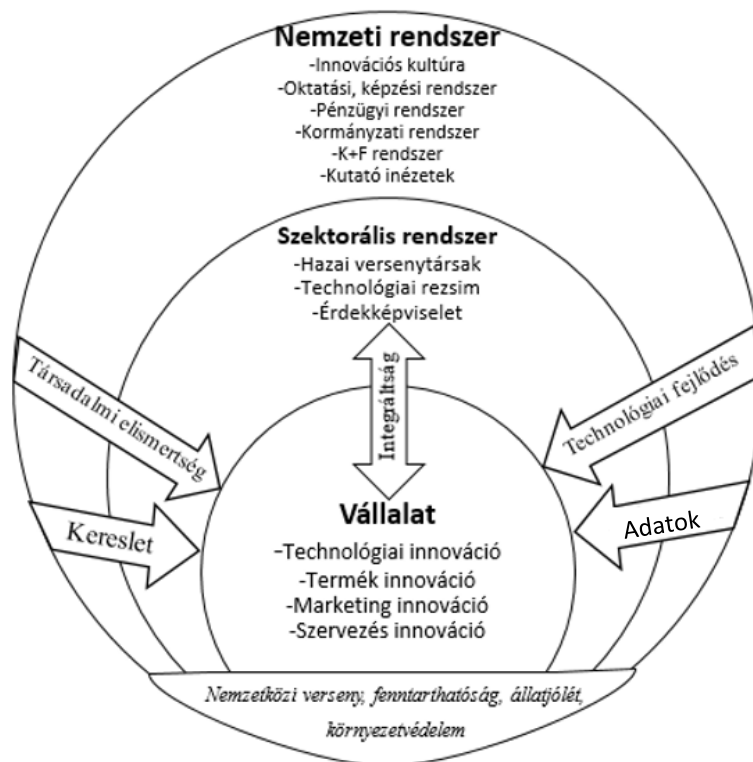 Nemzeti rendszer
-Innovációs kultúra
-Oktatási, képzési rendszer
-Pénzügyi rendszer
-Kormányzati rendszer
-K+F rendszer
-Kutató inézetek
Szektorális rendszer
-Hazai versenytársak
-Technológiai rezsim
-Érdekképviselet
Társadalmi elismertség
Integráltság
Technológiai fejlődés
Kereslet
Adatok
Vállalat
-Technológiai innováció
-Termék innováció
-Marketing innováció
-Szervezés innováció
Nemzetközi verseny, fenntarthatóság, állatjólét,
környezetvédelem